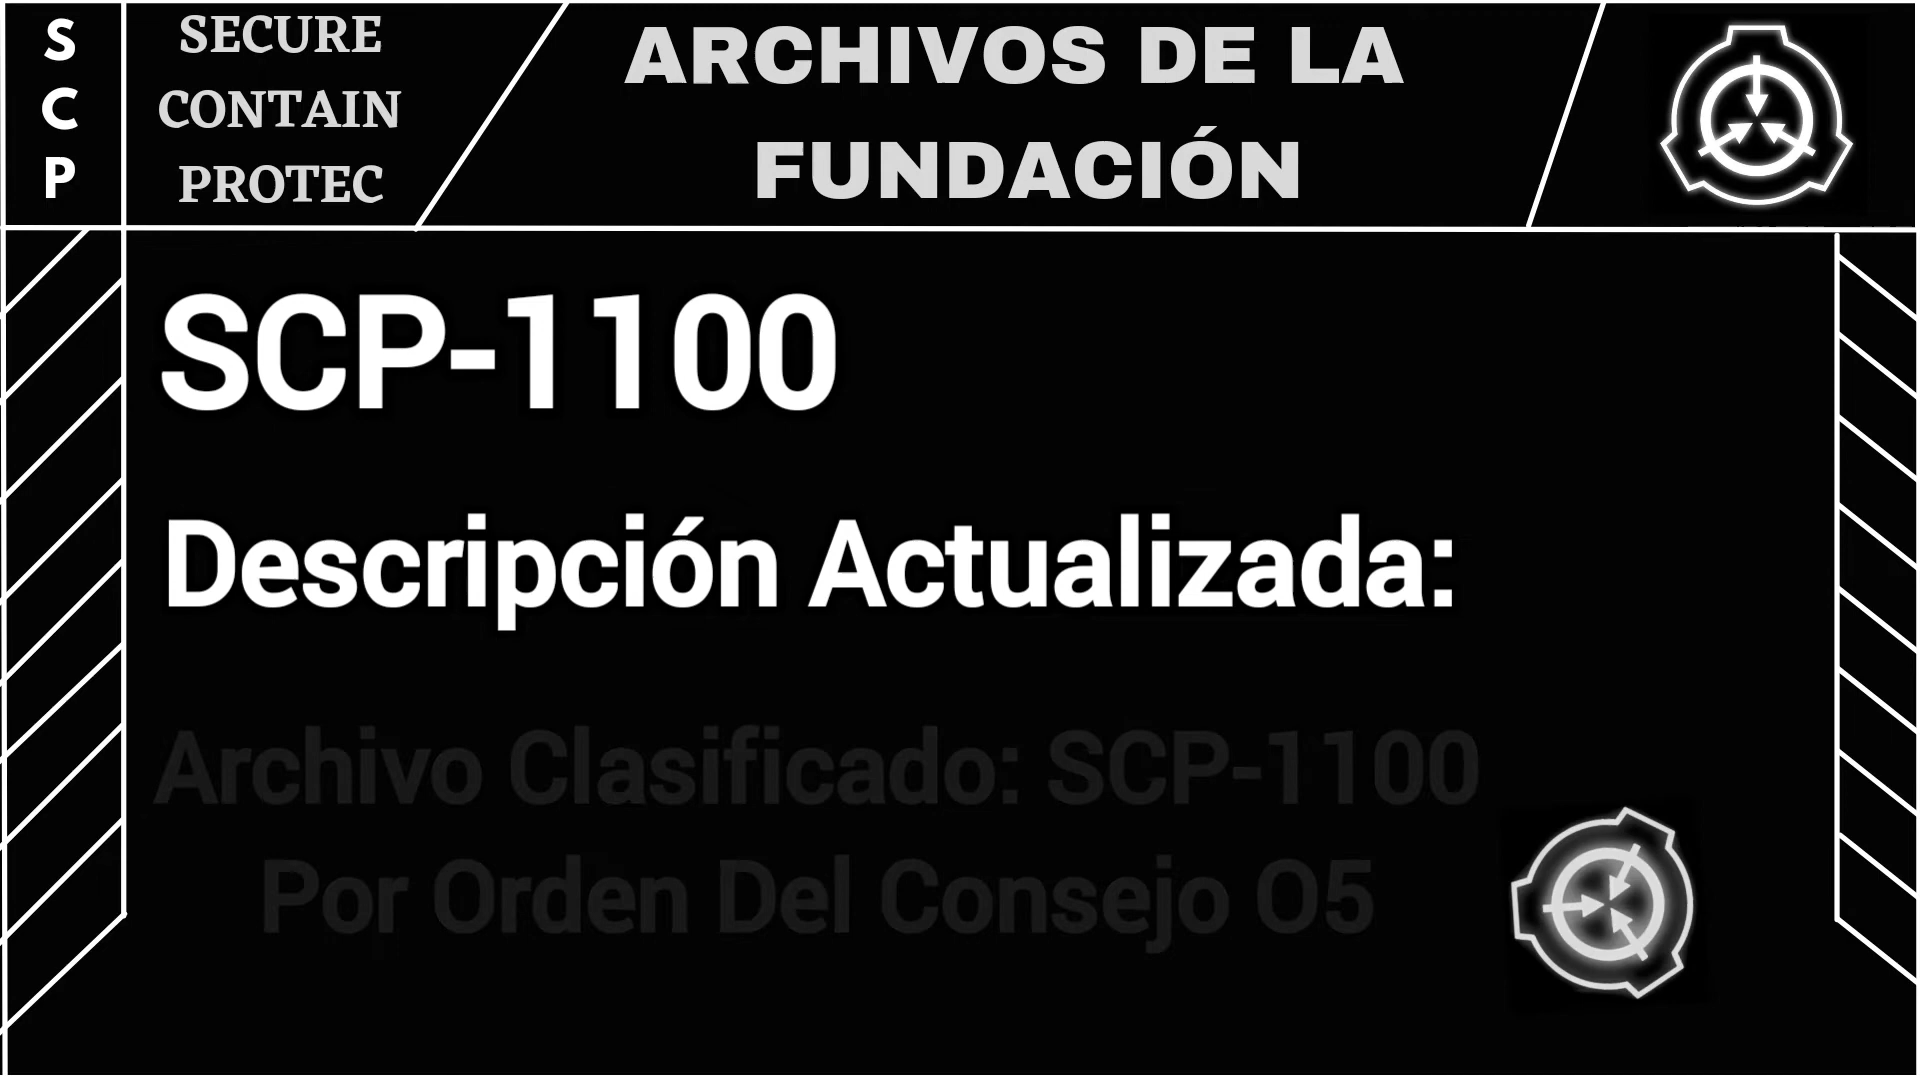 S
C
P
SECURE
CONTAIN
PROTEC
ARCHIVOS DE LA
FUNDACIÓN
SCP-1100
Descripción Actualizada:
Archivo Clasificado: SCP-1100
Por Orden Del Consejo O5